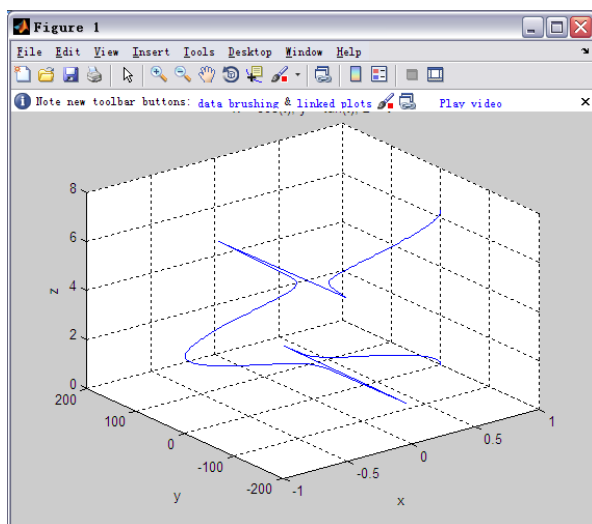 Figure 1
File Edit View Insert Tools Desktop Window Help
Note new toolbar buttons: data brushing & linked plots Play video
8
6
4
2
0
z
200
100
0
-100
-200
y
-1
-0.5
0
0.5
1
x